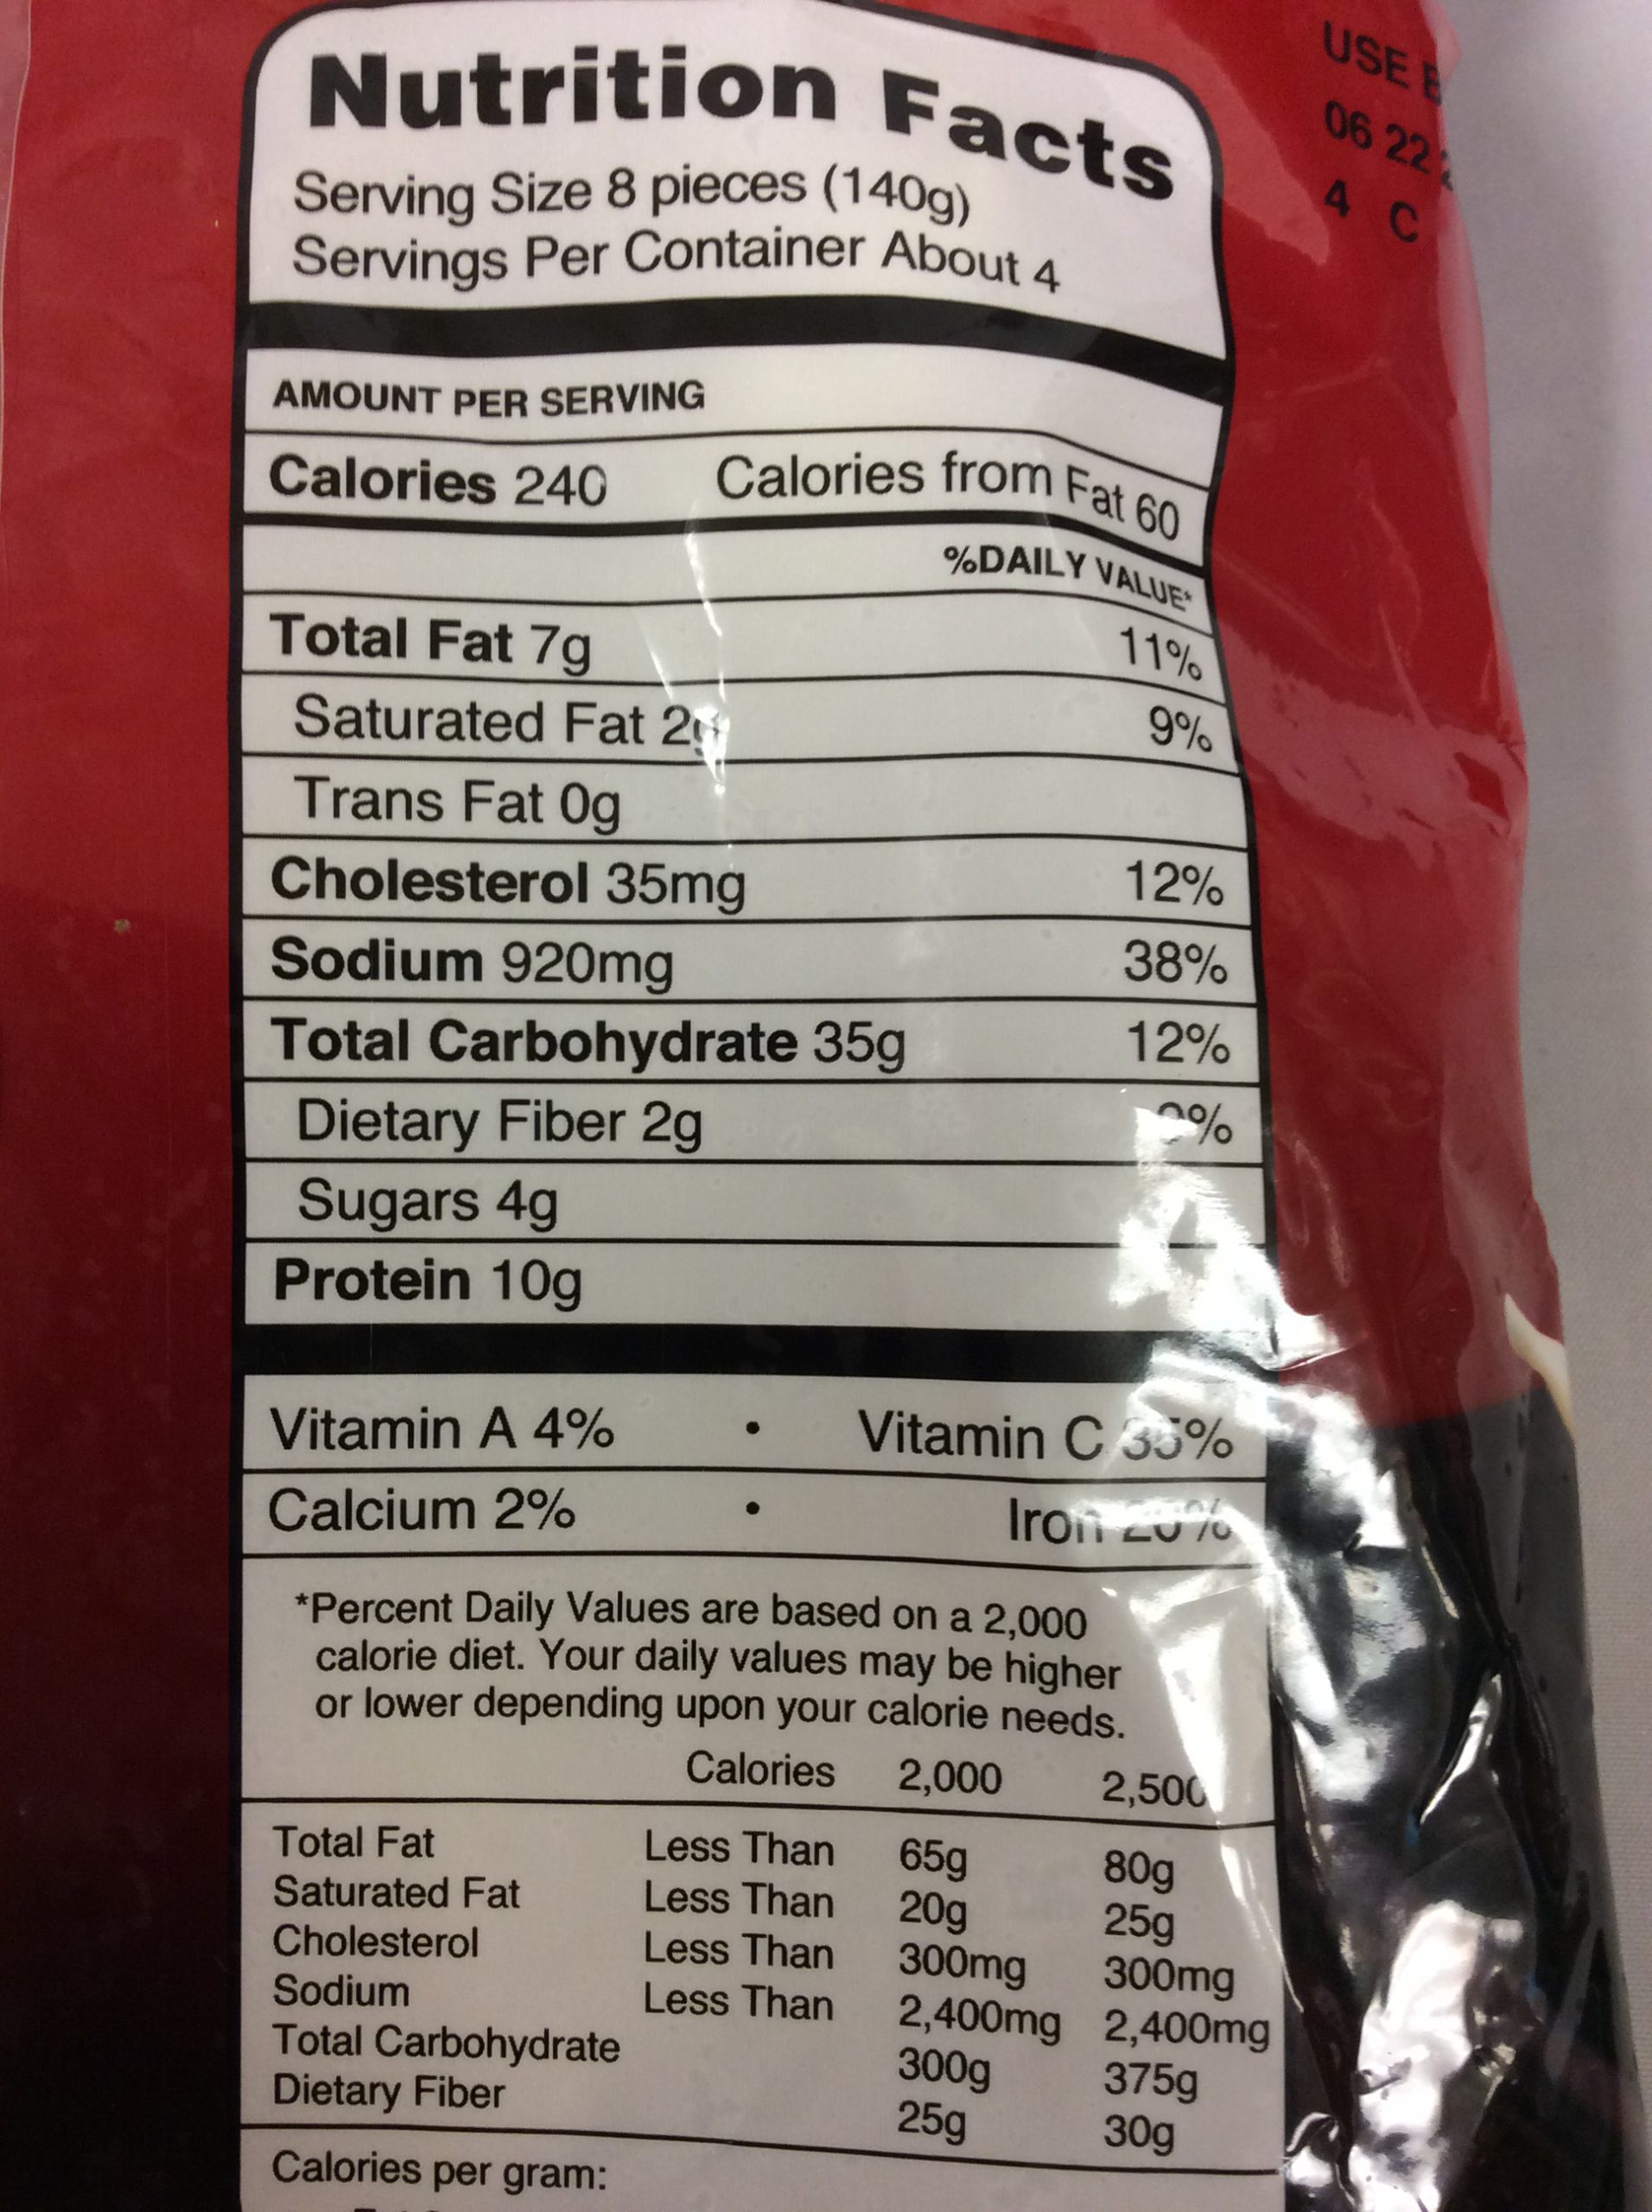 Nutrition Facts
Serving Size 8 pieces (140g)
Servings Per Container About 4
AMOUNT PER SERVING
Calories 240 Calories from Fat 60
%DAILY VALUE*
Total Fat 7g 11%
Saturated Fat 2g 9%
Trans Fat 0g
Cholesterol 35mg 12%
Sodium 920mg 38%
Total Carbohydrate 35g 12%
Dietary Fiber 2g
Sugars 4g
Protein 10g
Vitamin A 4% • Vitamin C 35%
Calcium 2% • Iron 20%
*Percent Daily Values are based on a 2,000
calorie diet. Your daily values may be higher
or lower depending upon your calorie needs.
Calories 2,000 2,500
Total Fat Less Than 65g 80g
Saturated Fat Less Than 20g 25g
Cholesterol Less Than 300mg 300mg
Sodium Less Than 2,400mg 2,400mg
Total Carbohydrate 300g 375g
Dietary Fiber 25g 30g
Calories per gram:
USE
06 22
4 C